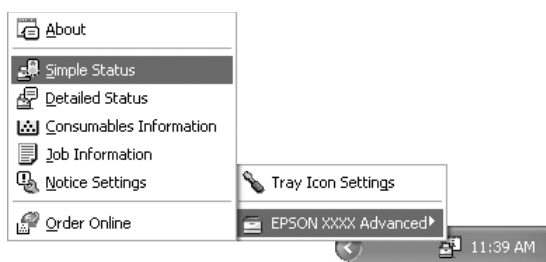 About
Simple Status
Detailed Status
Consumables Information
Job Information
Notice Settings
Order Online
Tray Icon Settings
EPSON XXXX Advanced
11:39 AM